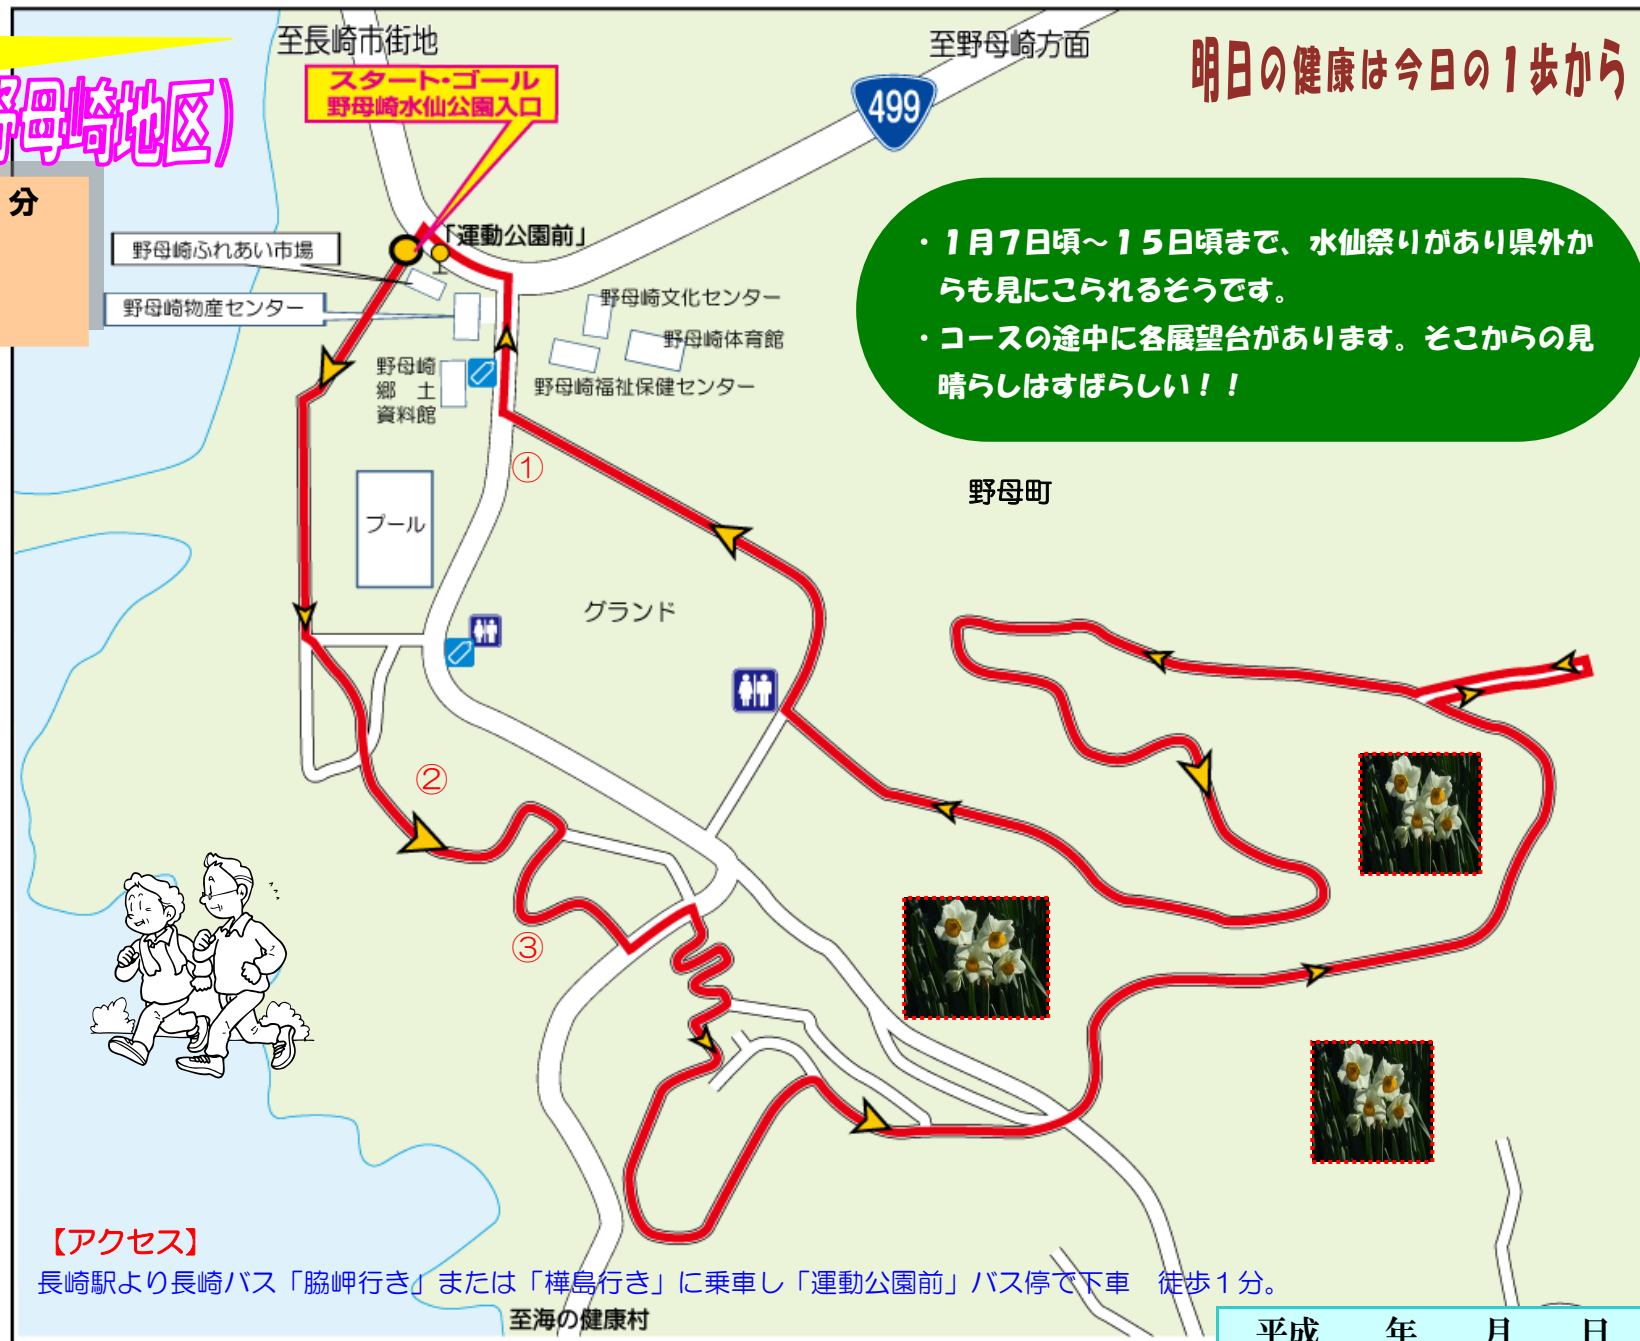 至長崎市街地
至野母崎方面
明日の健康は今日の1歩から
スタート・ゴール
野母崎水仙公園入口
499
野母崎地区）
分
「運動公園前」
野母崎ふれあい市場
野母崎物産センター
・1月7日頃～15日頃まで、水仙祭りがあり県外か
らも見にこられるそうです。
・コースの途中に各展望台があります。そこからの見
晴らしはすばらしい！！
野母崎文化センター
野母崎体育館
野母崎福祉保健センター
野母崎
郷　土
資料館
①
野母町
プール
グランド
②
③
【アクセス】
長崎駅より長崎バス「脇岬行き」または「樺島行き」に乗車し「運動公園前」バス停で下車　徒歩1分。
至海の健康村
平成　　年　　月　　日